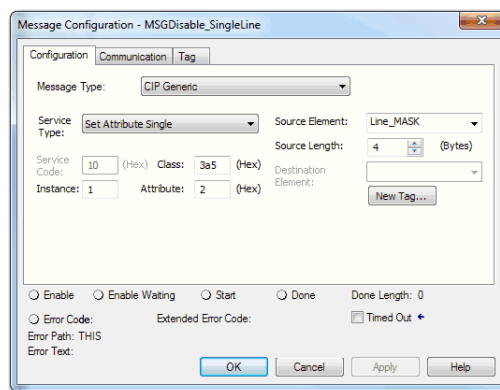 Message Configuration - MSGDisable_SingleLine
Configuration Communication Tag
Message Type: CIP Generic
Service Type: Set Attribute Single
Source Element: Line_MASK
Source Length: 4 (Bytes)
Service Code: 10 (Hex) Class: 3a5 (Hex)
Destination Element:
Instance: 1 Attribute: 2 (Hex)
New Tag...
Enable Enable Waiting Start Done Done Length: 0
Error Code: Extended Error Code: Timed Out
Error Path: THIS
Error Text:
OK Cancel Apply Help